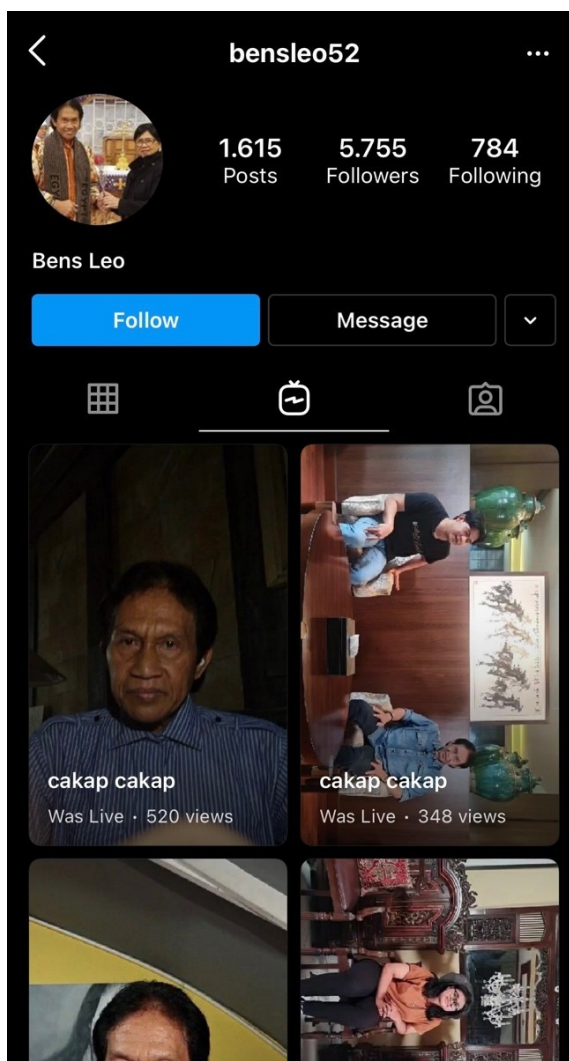 bensleo52
1.615 5.755 784
Posts Followers Following
Bens Leo
Follow Message
cakap cakap
Was Live • 520 views
cakap cakap
Was Live • 348 views